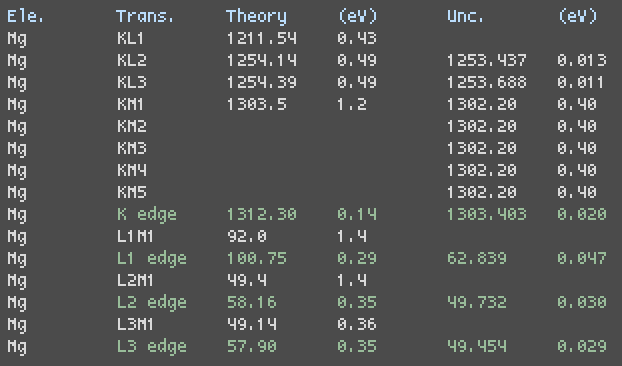 Ele. Trans. Theory (eV) Unc. (eV)
Mg KL1 1211.54 0.43
Mg KL2 1254.14 0.49 1253.437 0.013
Mg KL3 1254.39 0.49 1253.688 0.011
Mg KM1 1303.5 1.2 1302.20 0.40
Mg KM2 1302.20 0.40
Mg KM3 1302.20 0.40
Mg KM4 1302.20 0.40
Mg KM5 1302.20 0.40
Mg K edge 1312.30 0.14 1303.403 0.020
Mg L1M1 92.0 1.4
Mg L1 edge 100.75 0.29 62.839 0.047
Mg L2M1 49.4 1.4
Mg L2 edge 58.16 0.35 49.732 0.030
Mg L3M1 49.14 0.36
Mg L3 edge 57.90 0.35 49.454 0.029